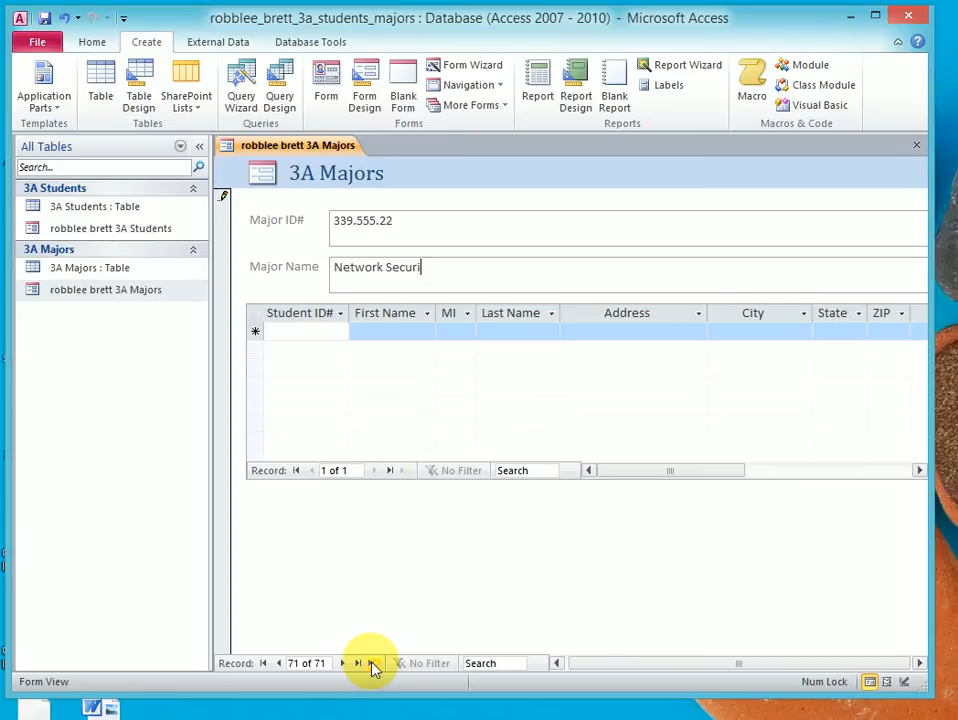 robblee_brett_3a_students_majors : Database (Access 2007 - 2010) - Microsoft Access
File Home Create External Data Database Tools
Application Parts
Table
Table Design
SharePoint Lists
Query Wizard
Query Design
Form
Form Design
Blank Form
Form Wizard
Navigation
More Forms
Report
Report Design
Blank Report
Report Wizard
Labels
Macro
Module
Class Module
Visual Basic
Templates Tables Queries Forms Reports Macros & Code
All Tables
Search...
3A Students
3A Students : Table
robblee brett 3A Students
3A Majors
3A Majors : Table
robblee brett 3A Majors
robblee brett 3A Majors
3A Majors
Major ID# 339.555.22
Major Name Network Securi
Student ID# First Name MI Last Name Address City State ZIP
Record: 1 of 1 No Filter Search
Record: 71 of 71 No Filter Search
Form View Num Lock